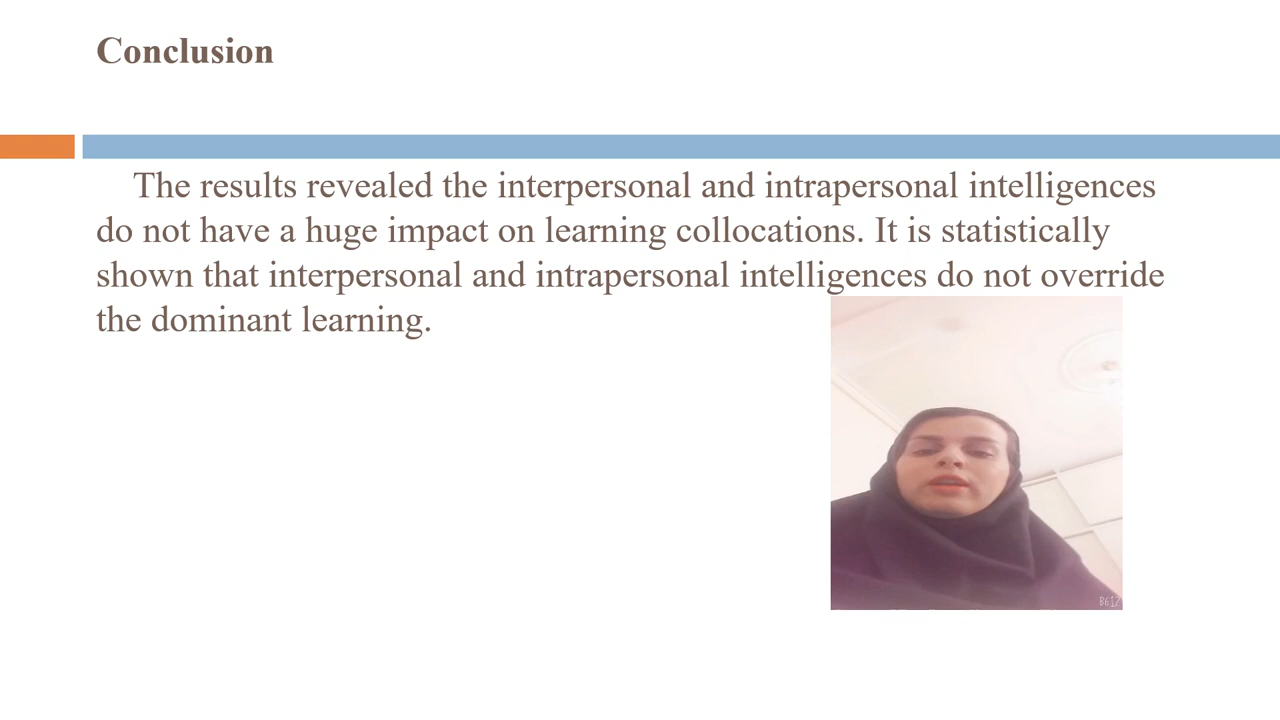 Conclusion
The results revealed the interpersonal and intrapersonal intelligences
do not have a huge impact on learning collocations. It is statistically
shown that interpersonal and intrapersonal intelligences do not override
the dominant learning.
B612